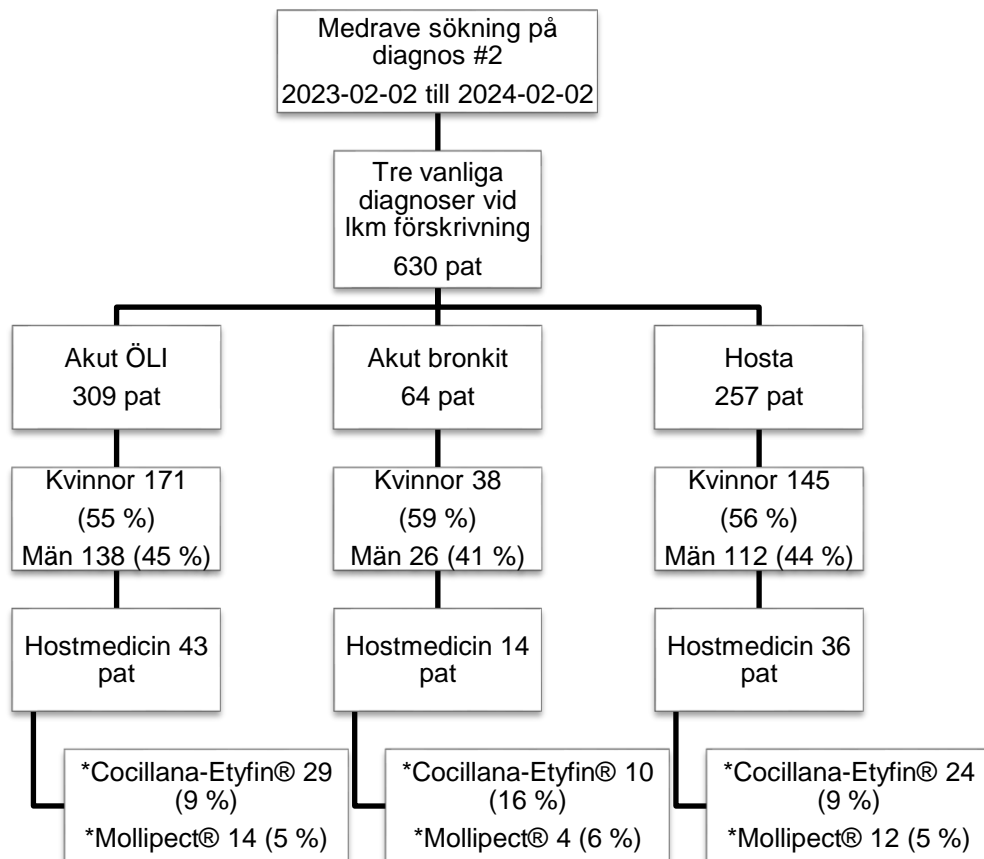 Medrave sökning på
diagnos #2
2023-02-02 till 2024-02-02
Tre vanliga
diagnoser vid
lkm förskrivning
630 pat
Akut ÖLI
309 pat
Akut bronkit
64 pat
Hosta
257 pat
Kvinnor 171
(55 %)
Män 138 (45 %)
Kvinnor 38
(59 %)
Män 26 (41 %)
Kvinnor 145
(56 %)
Män 112 (44 %)
Hostmedicin 43
pat
Hostmedicin 14
pat
Hostmedicin 36
pat
*Cocillana-Etyfin® 29
(9 %)
*Mollipect® 14 (5 %)
*Cocillana-Etyfin® 10
(16 %)
*Mollipect® 4 (6 %)
*Cocillana-Etyfin® 24
(9 %)
*Mollipect® 12 (5 %)